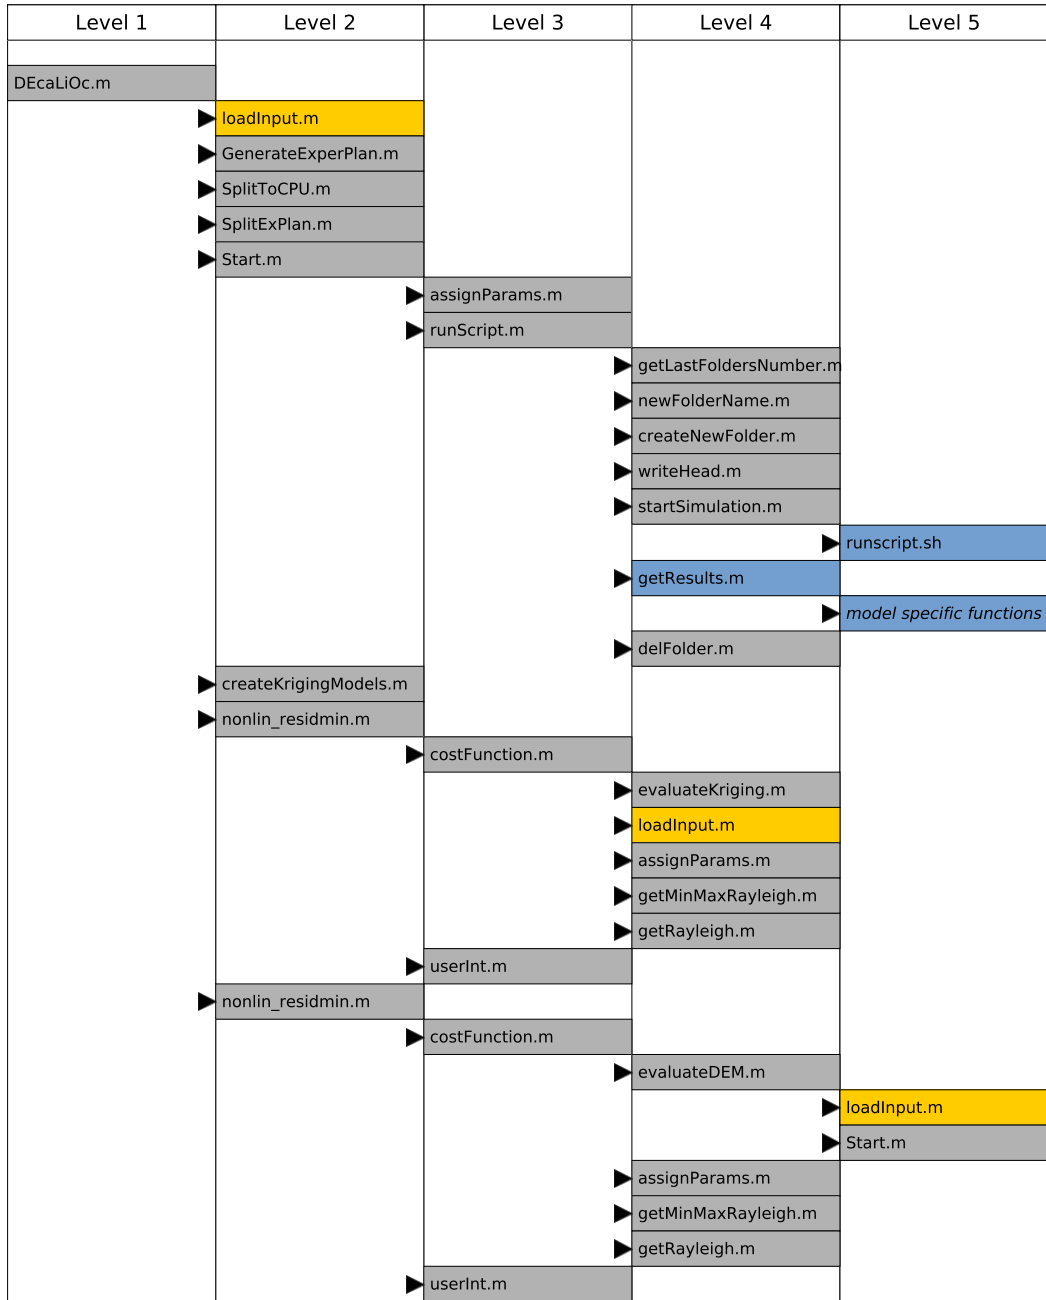 Level 1 Level 2 Level 3 Level 4 Level 5
DEcaLiOc.m
loadInput.m
GenerateExperPlan.m
SplitToCPU.m
SplitExPlan.m
Start.m
assignParams.m
runScript.m
getLastFoldersNumber.m
newFolderName.m
createNewFolder.m
writeHead.m
startSimulation.m
runscript.sh
getResults.m
model specific functions
delFolder.m
createKrigingModels.m
nonlin_residmin.m
costFunction.m
evaluateKriging.m
loadInput.m
assignParams.m
getMinMaxRayleigh.m
getRayleigh.m
userInt.m
nonlin_residmin.m
costFunction.m
evaluateDEM.m
loadInput.m
Start.m
assignParams.m
getMinMaxRayleigh.m
getRayleigh.m
userInt.m